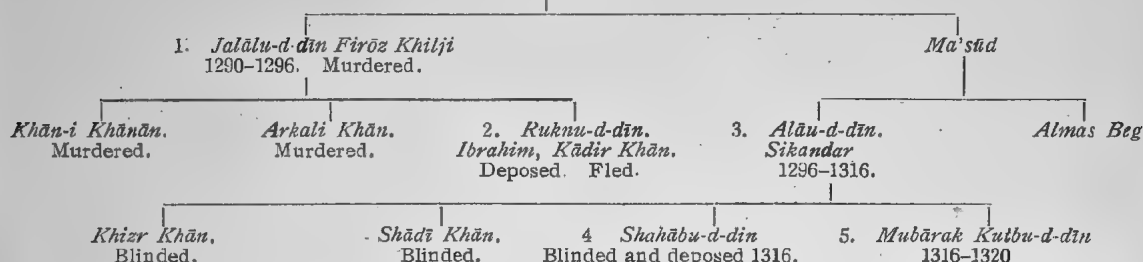 1. Jalālu-d-dīn Firōz Khilji
1290–1296. Murdered.
Ma'sūd
Khān-i Khānān.
Murdered.
Arkali Khān.
Murdered.
2. Ruknu-d-dīn.
Ibrahim, Kādir Khān.
Deposed. Fled.
3. Alāu-d-dīn.
Sikandar
1296–1316.
Almas Beg
Khizr Khān.
Blinded.
Shādī Khān.
Blinded.
4 Shahābu-d-din
Blinded and deposed 1316.
5. Mubārak Kutbu-d-dīn
1316–1320